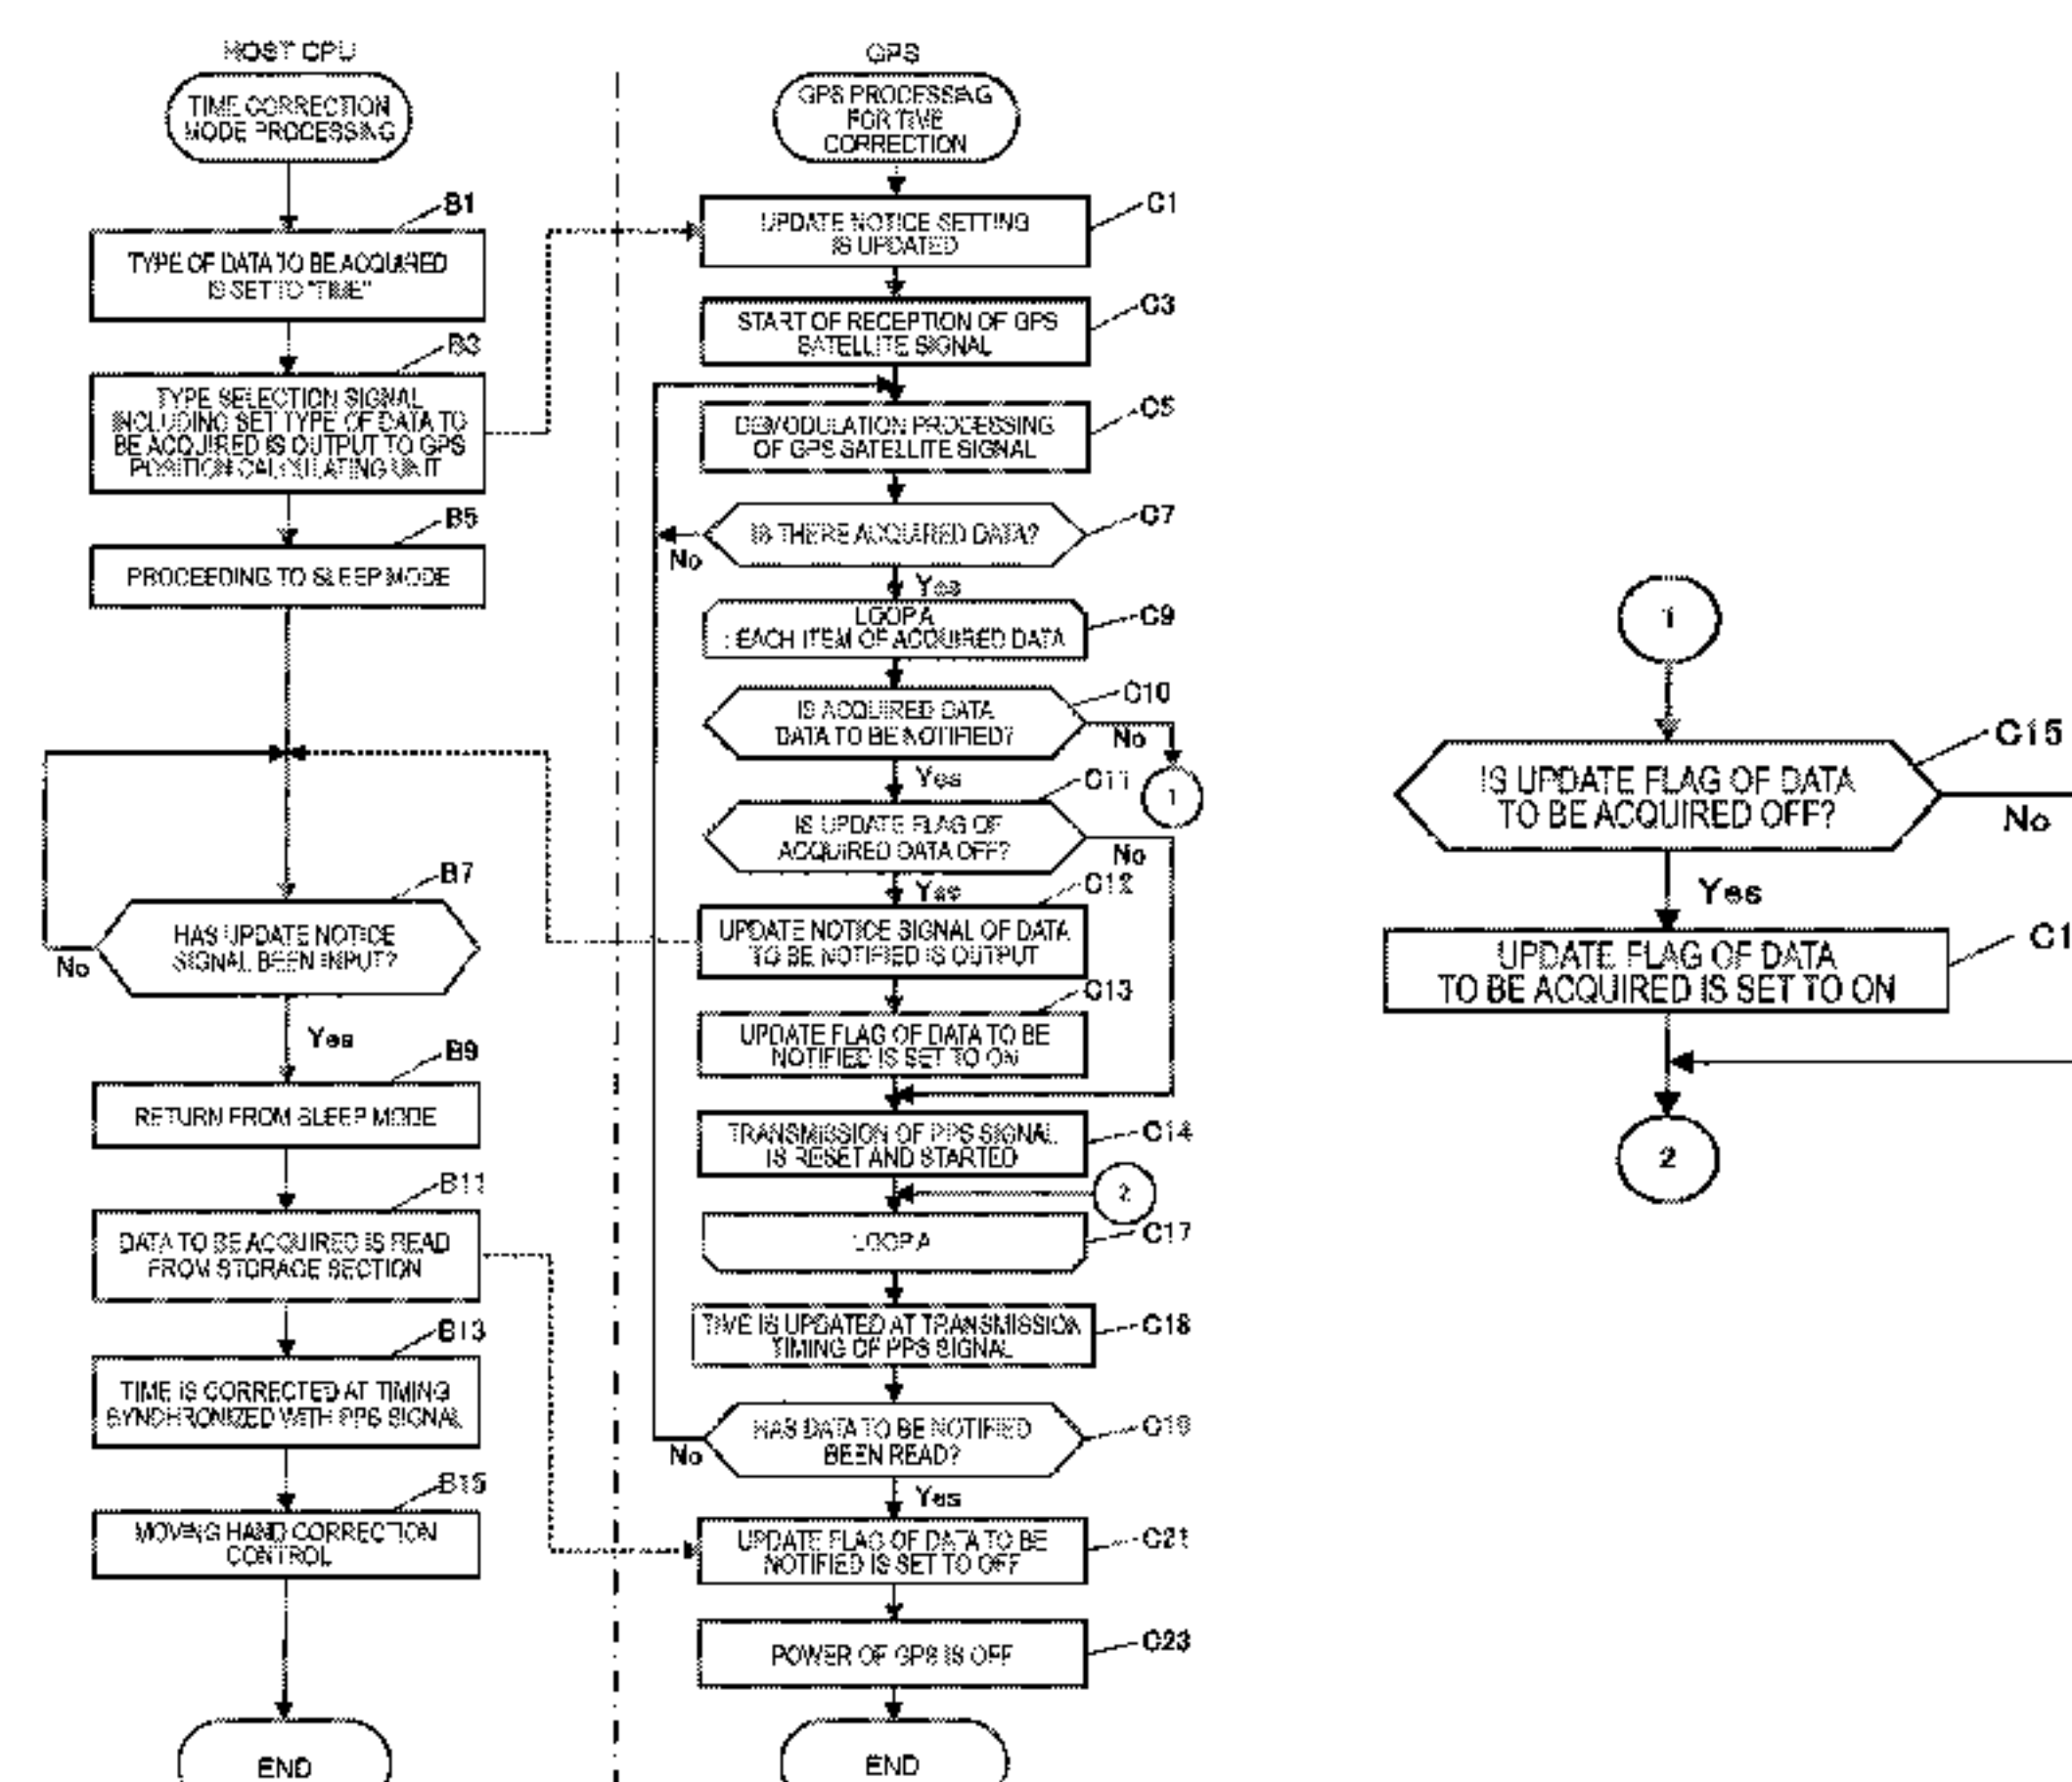 HOST CPU
TIME CORRECTION
MODE PROCESSING
B1
TYPE OF DATA TO BE ACQUIRED
IS SET TO "TIME"
B3
TYPE SELECTION SIGNAL
INCLUDING SET TYPE OF DATA TO
BE ACQUIRED IS OUTPUT TO GPS
POSITION CALCULATING UNIT
B5
PROCEEDING TO SLEEP MODE
B7
HAS UPDATE NOTICE
SIGNAL BEEN INPUT?
No
Yes
B9
RETURN FROM SLEEP MODE
B11
DATA TO BE ACQUIRED IS READ
FROM STORAGE SECTION
B13
TIME IS CORRECTED AT TIMING
SYNCHRONIZED WITH PPS SIGNAL
B15
MOVING HAND CORRECTION
CONTROL
END
GPS
GPS PROCESSING
FOR TIME
CORRECTION
C1
UPDATE NOTICE SETTING
IS UPDATED
C3
START OF RECEPTION OF GPS
SATELLITE SIGNAL
C5
DEMODULATION PROCESSING
OF GPS SATELLITE SIGNAL
C7
IS THERE ACQUIRED DATA?
No
Yes
C9
LOOP A
: EACH ITEM OF ACQUIRED DATA
C10
IS ACQUIRED DATA
DATA TO BE NOTIFIED?
No
1
Yes
C11
IS UPDATE FLAG OF
ACQUIRED DATA OFF?
No
Yes
C12
UPDATE NOTICE SIGNAL OF DATA
TO BE NOTIFIED IS OUTPUT
C13
UPDATE FLAG OF DATA TO BE
NOTIFIED IS SET TO ON
C14
TRANSMISSION OF PPS SIGNAL
IS RESET AND STARTED
2
C17
LOOP A
C18
TIME IS UPDATED AT TRANSMISSION
TIMING OF PPS SIGNAL
C19
HAS DATA TO BE NOTIFIED
BEEN READ?
No
Yes
C21
UPDATE FLAG OF DATA TO BE
NOTIFIED IS SET TO OFF
C23
POWER OF GPS IS OFF
END
1
C15
IS UPDATE FLAG OF DATA
TO BE ACQUIRED OFF?
No
Yes
C1
UPDATE FLAG OF DATA
TO BE ACQUIRED IS SET TO ON
2